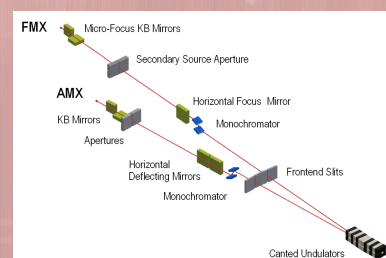 FMX
Micro-Focus KB Mirrors
Secondary Source Aperture
AMX
Horizontal Focus Mirror
KB Mirrors
Monochromator
Apertures
Horizontal
Deflecting Mirrors
Frontend Slits
Monochromator
Canted Undulators